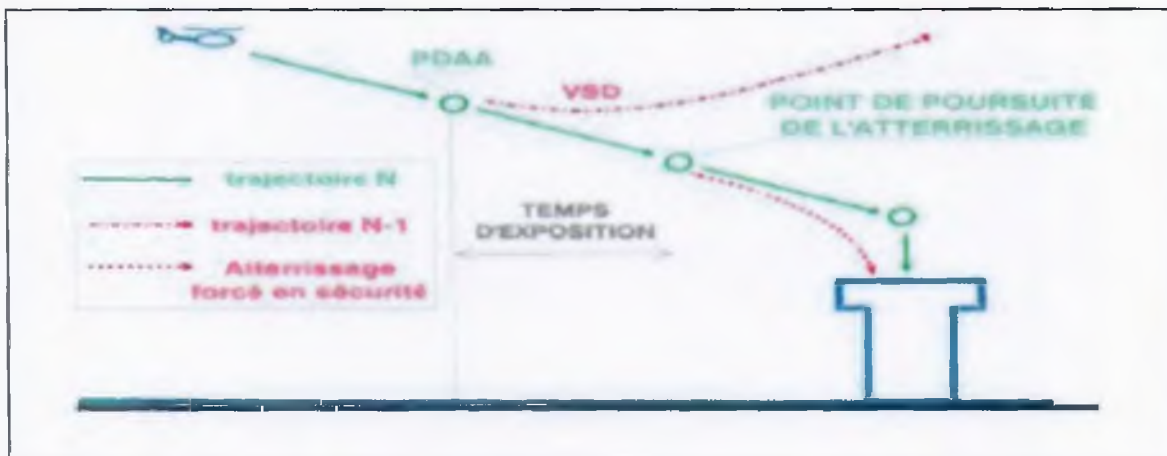 PDAA
VSD
POINT DE POURSUITE
DE L'ATTERRISSAGE
trajectoire N
trajectoire N-1
Atterrissage
forcé en sécurité
TEMPS
D'EXPOSITION